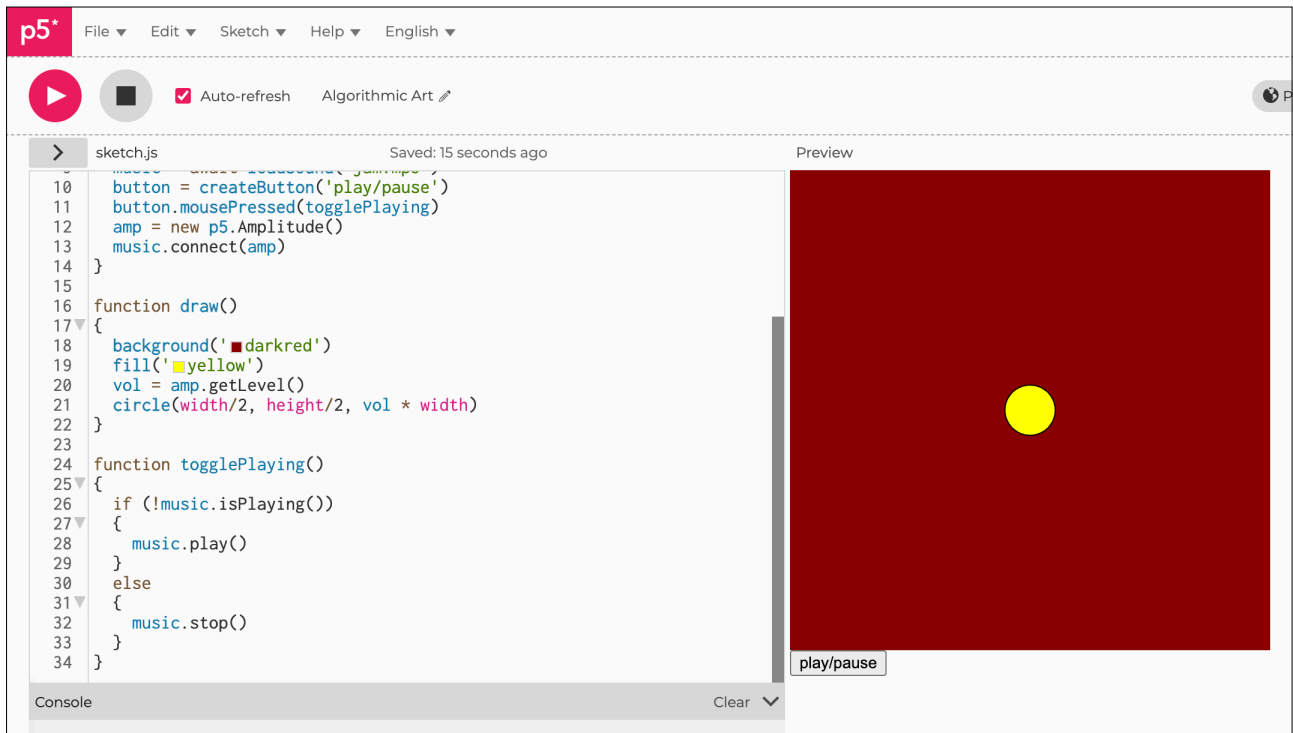 p5*
File
Edit
Sketch
Help
English
Auto-refresh
Algorithmic Art
P
sketch.js
Saved: 15 seconds ago
Preview
10 button = createButton('play/pause')
11 button.mousePressed(togglePlaying)
12 amp = new p5.Amplitude()
13 music.connect(amp)
14 }
15
16 function draw()
17 {
18 background('darkred')
19 fill('yellow')
20 vol = amp.getLevel()
21 circle(width/2, height/2, vol * width)
22 }
23
24 function togglePlaying()
25 {
26 if (!music.isPlaying())
27 {
28 music.play()
29 }
30 else
31 {
32 music.stop()
33 }
34 }
play/pause
Console
Clear